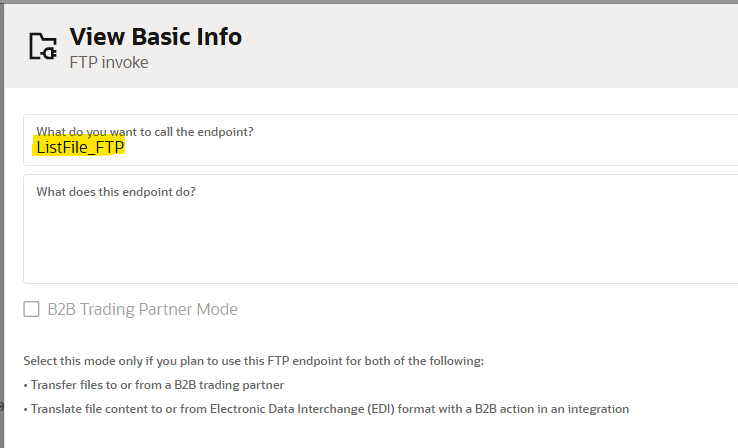 View Basic Info
FTP invoke
What do you want to call the endpoint?
ListFile_FTP
What does this endpoint do?
B2B Trading Partner Mode
Select this mode only if you plan to use this FTP endpoint for both of the following:
• Transfer files to or from a B2B trading partner
• Translate file content to or from Electronic Data Interchange (EDI) format with a B2B action in an integration